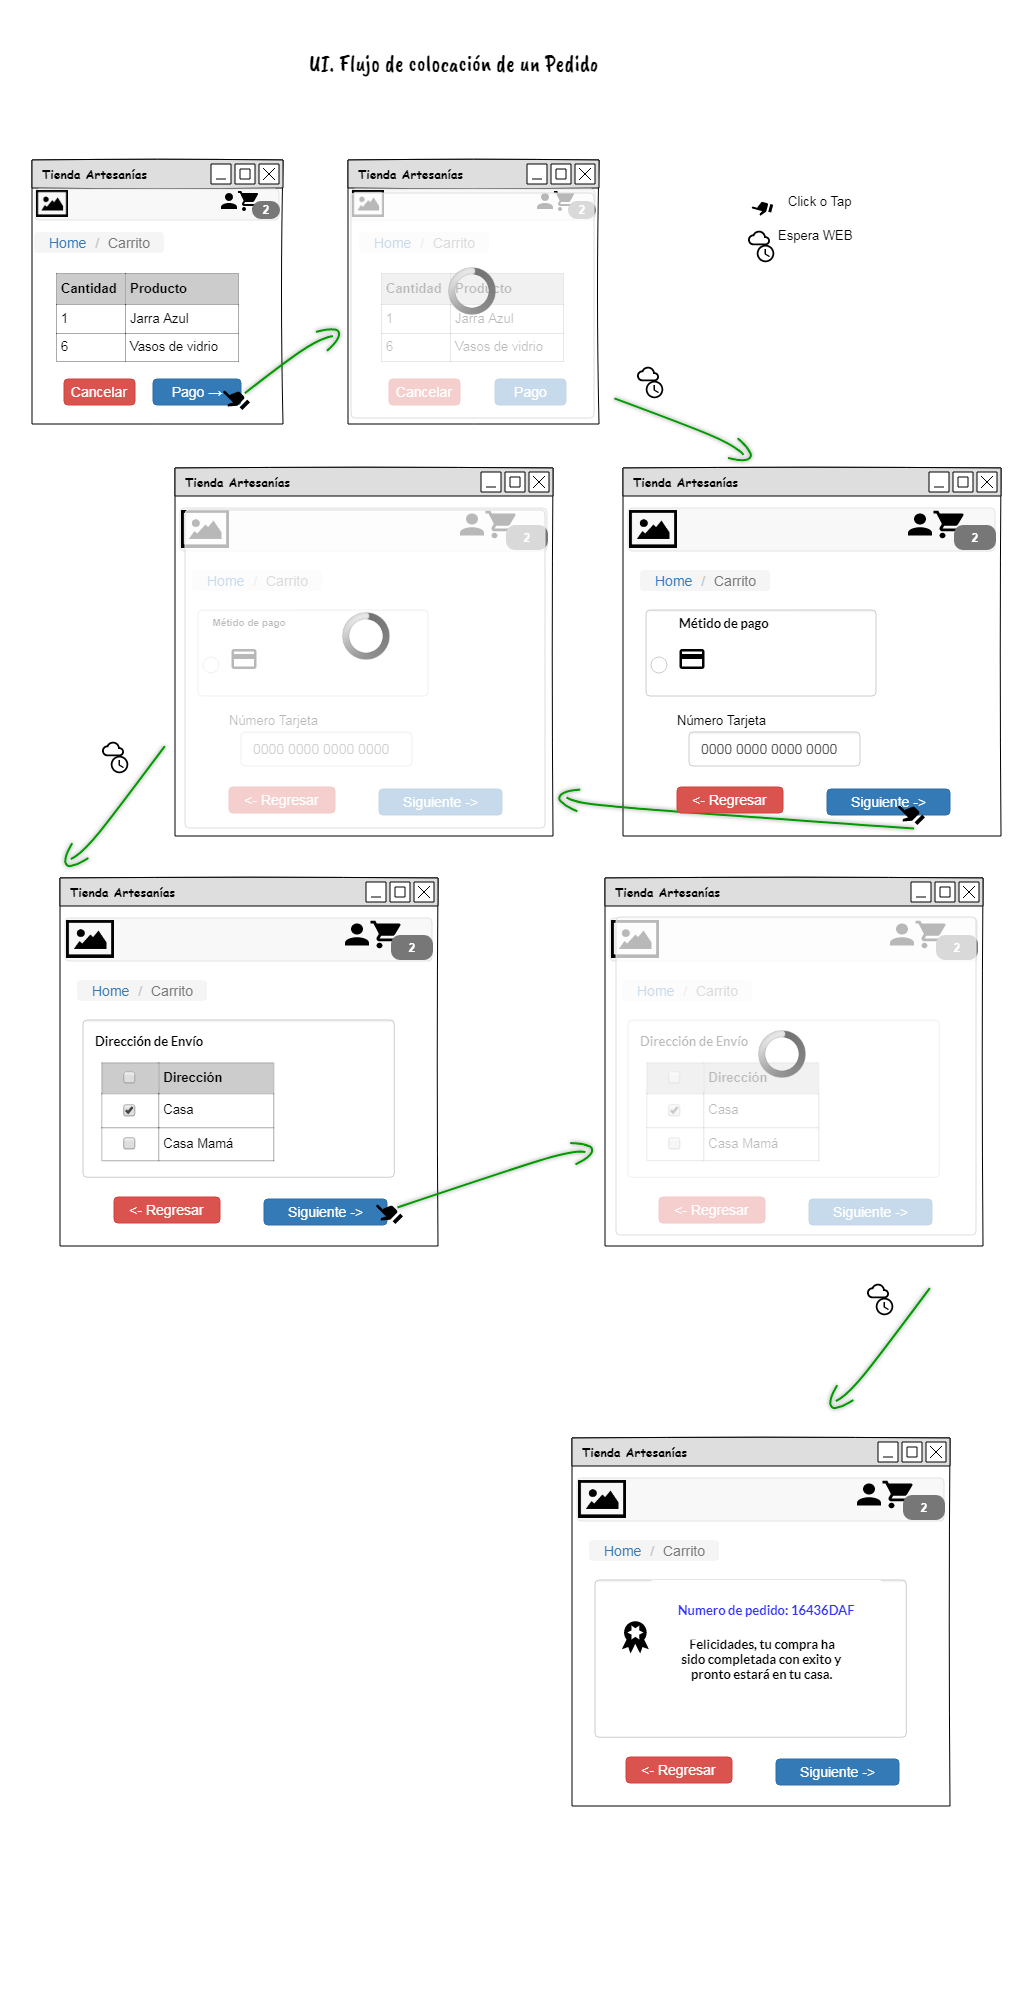 UI. Flujo de colocación de un Pedido
Tienda Artesanías
2
Home / Carrito
Cantidad Producto
1 Jarra Azul
6 Vasos de vidrio
Cancelar Pago →
Tienda Artesanías
2
Home / Carrito
Cantidad Producto
1 Jarra Azul
6 Vasos de vidrio
Cancelar Pago
Click o Tap
Espera WEB
Tienda Artesanías
2
Home / Carrito
Métido de pago
Número Tarjeta
0000 0000 0000 0000
<- Regresar Siguiente ->
Tienda Artesanías
2
Home / Carrito
Métido de pago
Número Tarjeta
0000 0000 0000 0000
<- Regresar Siguiente ->
Tienda Artesanías
2
Home / Carrito
Dirección de Envío
Dirección
Casa
Casa Mamá
<- Regresar Siguiente ->
Tienda Artesanías
2
Home / Carrito
Dirección de Envío
Dirección
Casa
Casa Mamá
<- Regresar Siguiente ->
Tienda Artesanías
2
Home / Carrito
Numero de pedido: 16436DAF
Felicidades, tu compra ha
sido completada con exito y
pronto estará en tu casa.
<- Regresar Siguiente ->